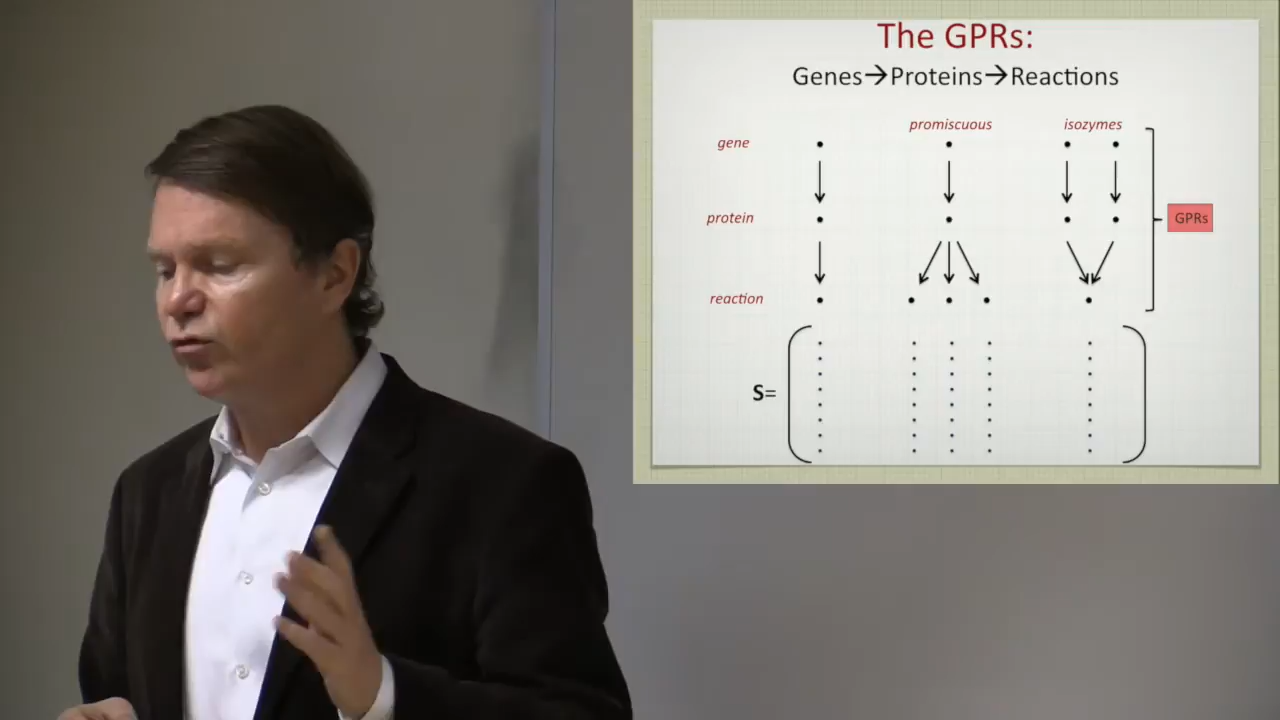 The GPRs:
Genes→Proteins→Reactions
promiscuous
isozymes
gene
protein
GPRs
reaction
S=